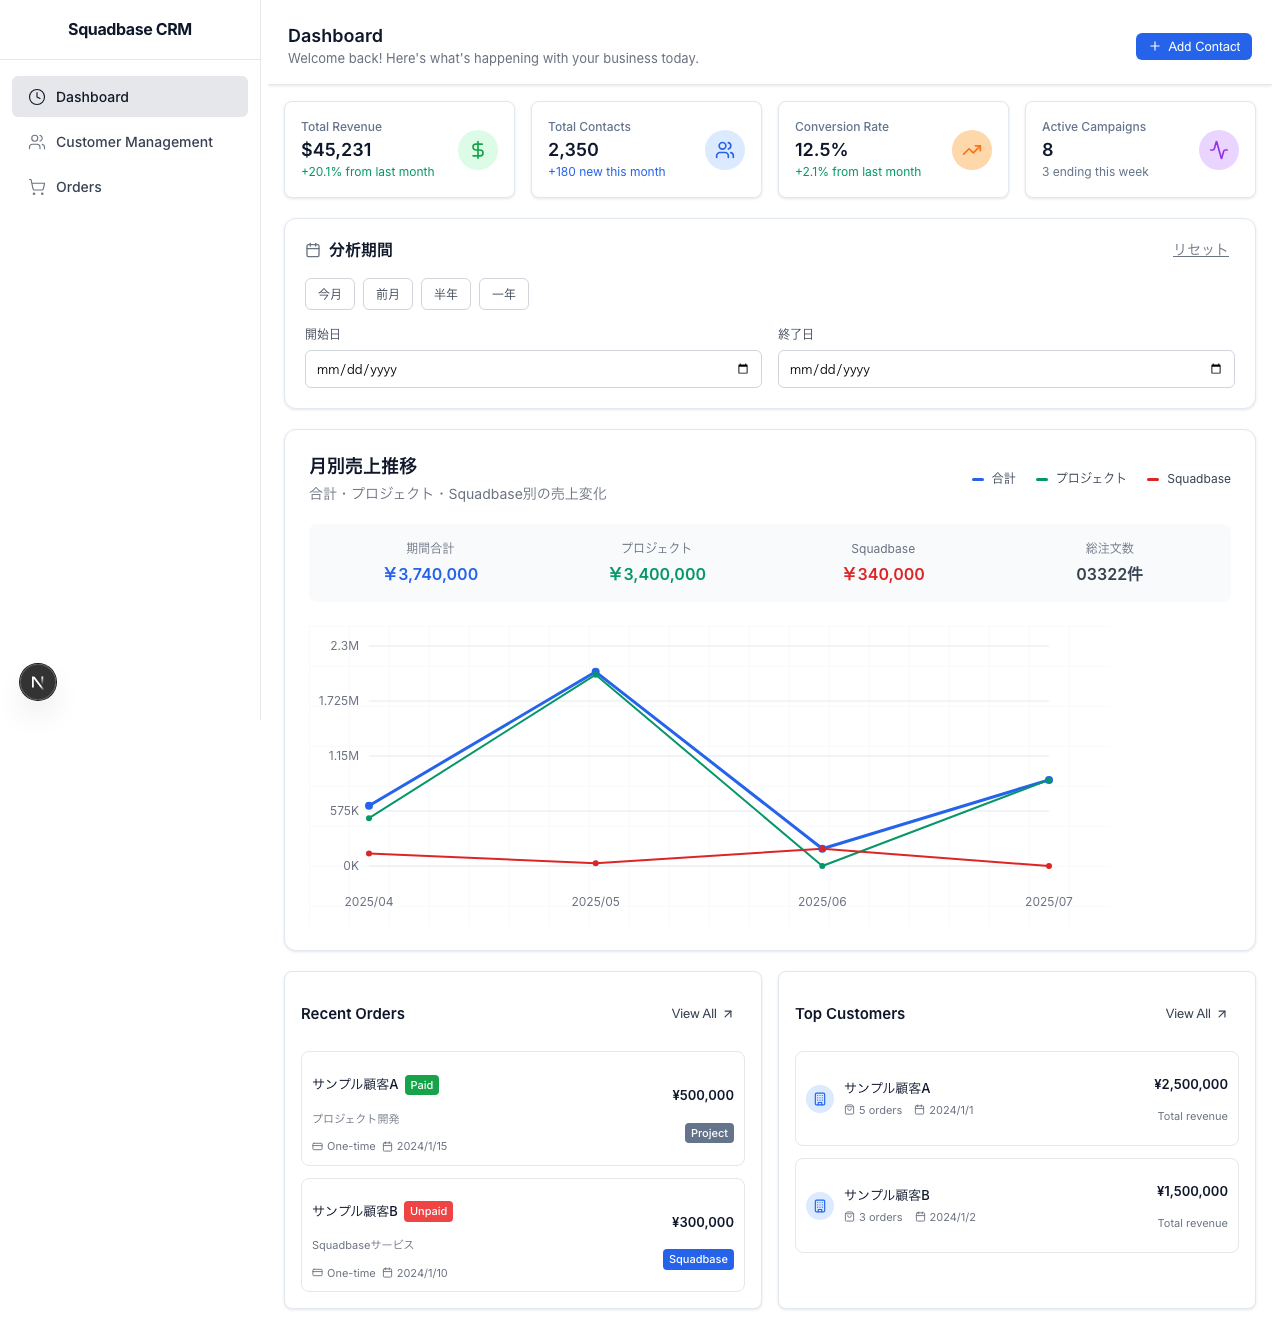 Squadbase CRM
Dashboard
Customer Management
Orders
N
Dashboard
Welcome back! Here's what's happening with your business today.
Add Contact
Total Revenue
$45,231
+20.1% from last month
Total Contacts
2,350
+180 new this month
Conversion Rate
12.5%
+2.1% from last month
Active Campaigns
8
3 ending this week
分析期間
リセット
今月
前月
半年
一年
開始日
mm/dd/yyyy
終了日
mm/dd/yyyy
月別売上推移
合計・プロジェクト・Squadbase別の売上変化
合計
プロジェクト
Squadbase
期間合計
￥3,740,000
プロジェクト
￥3,400,000
Squadbase
￥340,000
総注文数
03322件
2.3M
1.725M
1.15M
575K
0K
2025/04
2025/05
2025/06
2025/07
Recent Orders
View All
サンプル顧客A Paid
¥500,000
プロジェクト開発
Project
One-time 2024/1/15
サンプル顧客B Unpaid
¥300,000
Squadbaseサービス
Squadbase
One-time 2024/1/10
Top Customers
View All
サンプル顧客A
¥2,500,000
5 orders 2024/1/1
Total revenue
サンプル顧客B
¥1,500,000
3 orders 2024/1/2
Total revenue